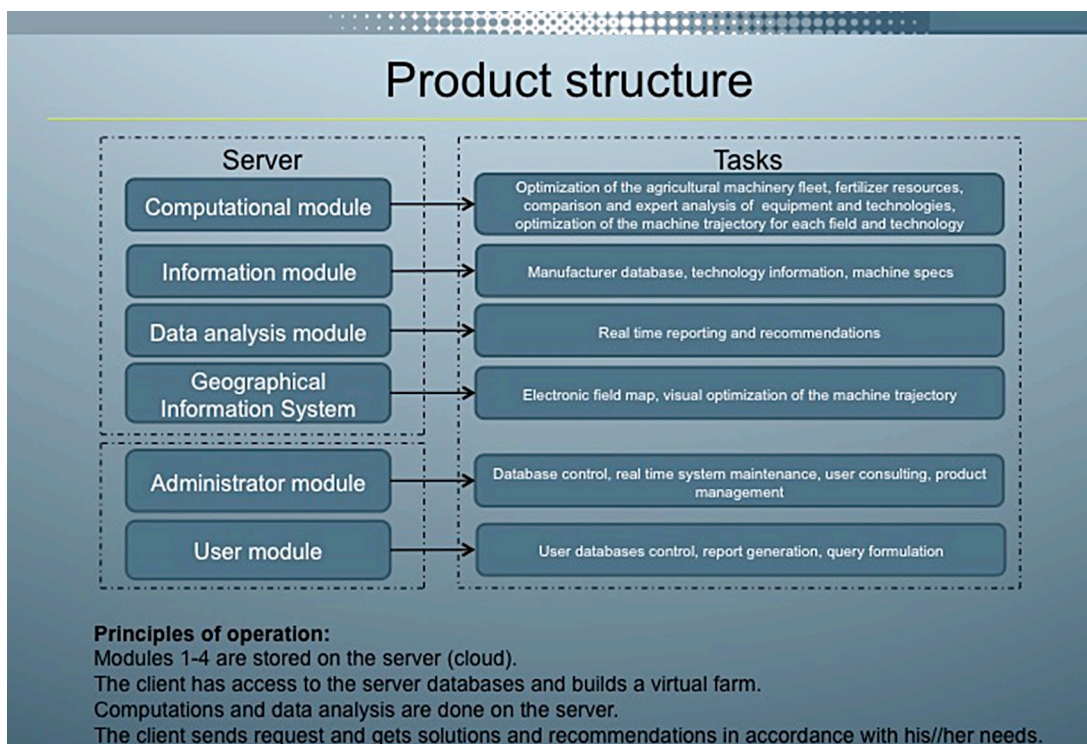 Product structure
Server
Tasks
Computational module
Optimization of the agricultural machinery fleet, fertilizer resources,
comparison and expert analysis of equipment and technologies,
optimization of the machine trajectory for each field and technology
Information module
Manufacturer database, technology information, machine specs
Data analysis module
Real time reporting and recommendations
Geographical
Information System
Electronic field map, visual optimization of the machine trajectory
Administrator module
Database control, real time system maintenance, user consulting, product
management
User module
User databases control, report generation, query formulation
Principles of operation:
Modules 1-4 are stored on the server (cloud).
The client has access to the server databases and builds a virtual farm.
Computations and data analysis are done on the server.
The client sends request and gets solutions and recommendations in accordance with his//her needs.